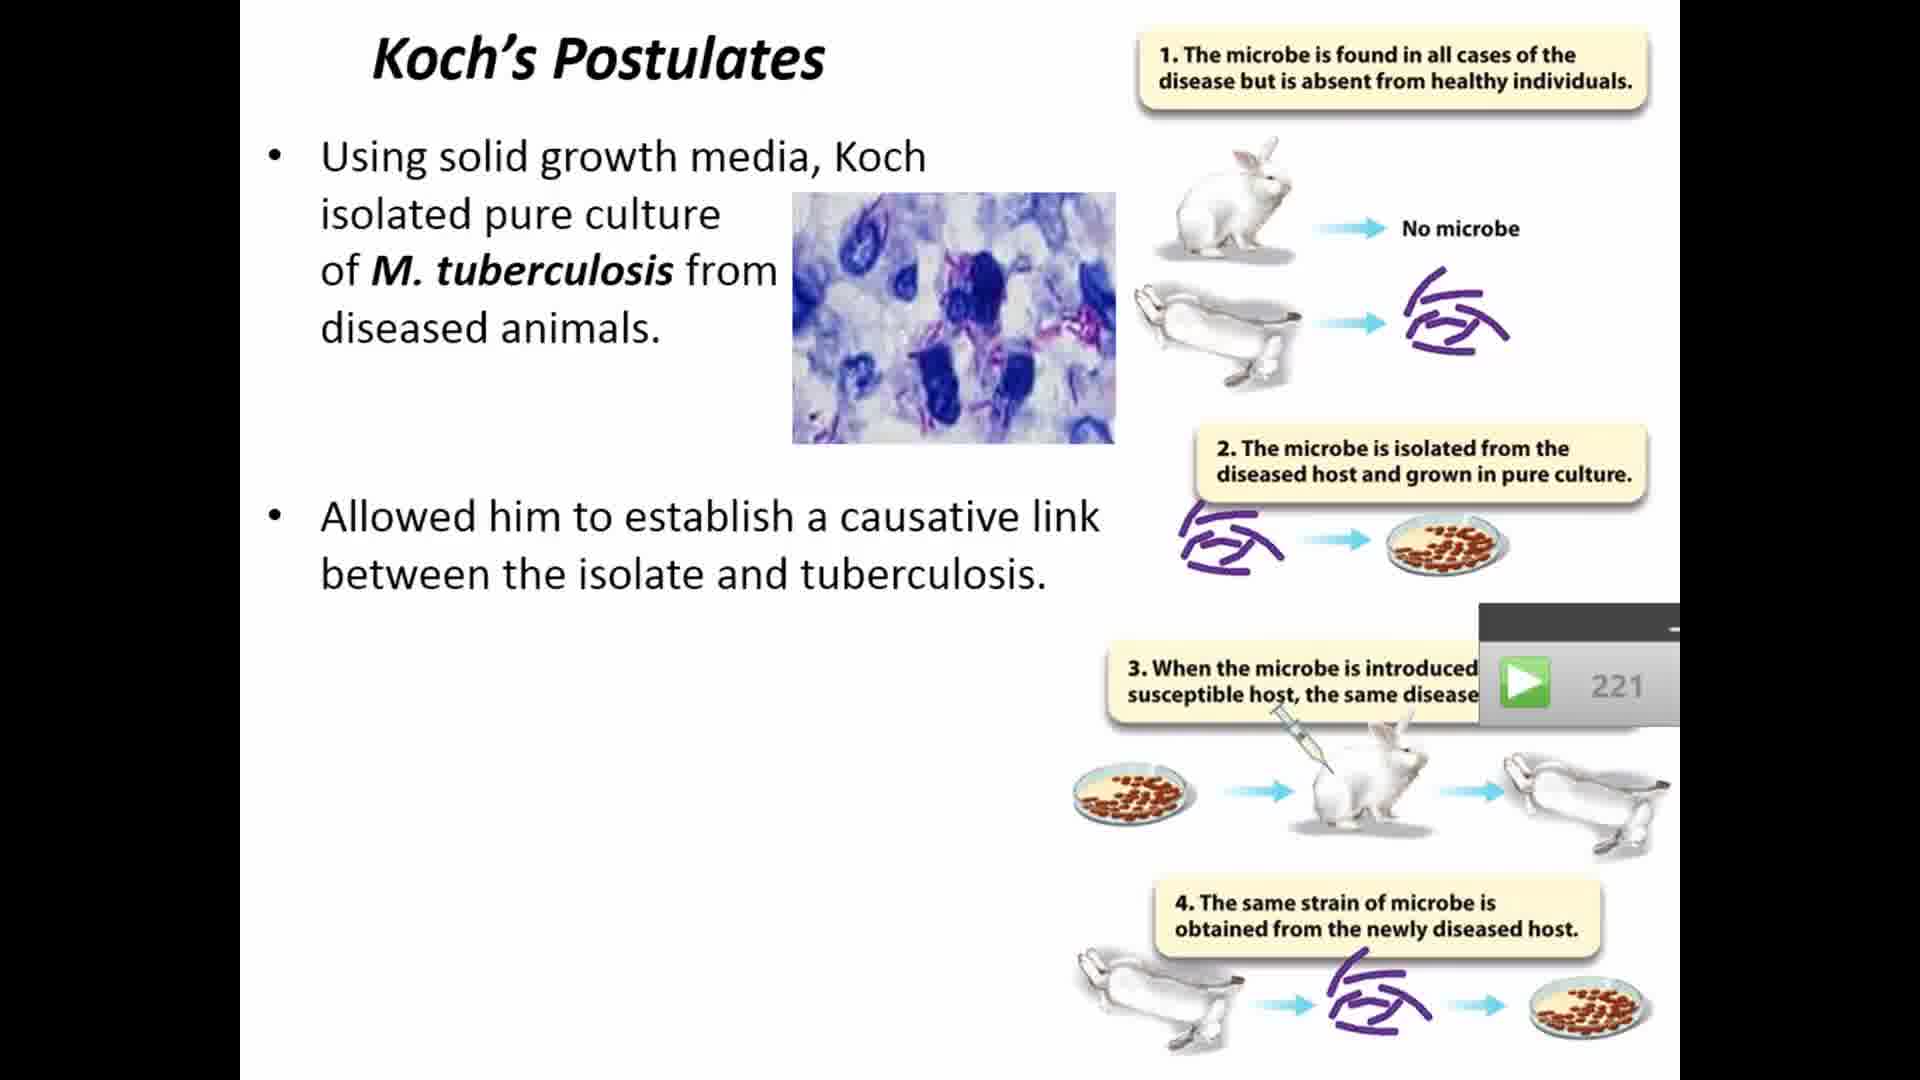 Koch's Postulates
• Using solid growth media, Koch
isolated pure culture
of M. tuberculosis from
diseased animals.
• Allowed him to establish a causative link
between the isolate and tuberculosis.
1. The microbe is found in all cases of the
disease but is absent from healthy individuals.
No microbe
2. The microbe is isolated from the
diseased host and grown in pure culture.
3. When the microbe is introduced
susceptible host, the same disease
221
4. The same strain of microbe is
obtained from the newly diseased host.